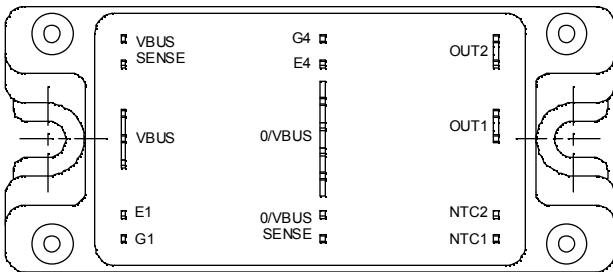 VBUS
SENSE
G4
E4
OUT2
VBUS
0/VBUS
OUT1
E1
G1
0/VBUS
SENSE
NTC2
NTC1